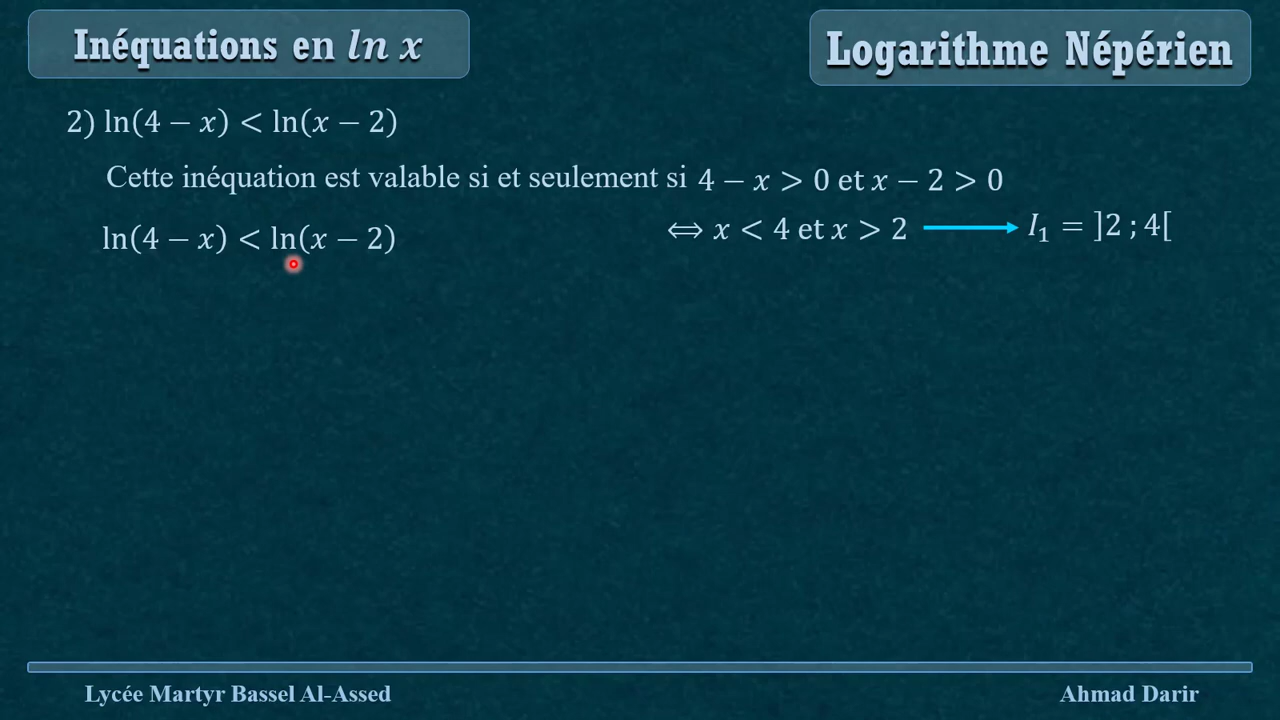 Inéquations en ln x
Logarithme Népérien
2) ln(4 − x) < ln(x − 2)
Cette inéquation est valable si et seulement si 4 − x > 0 et x − 2 > 0
ln(4 − x) < ln(x − 2)
⟺ x < 4 et x > 2 ⟶ I₁ = ]2 ; 4[
Lycée Martyr Bassel Al-Assed
Ahmad Darir